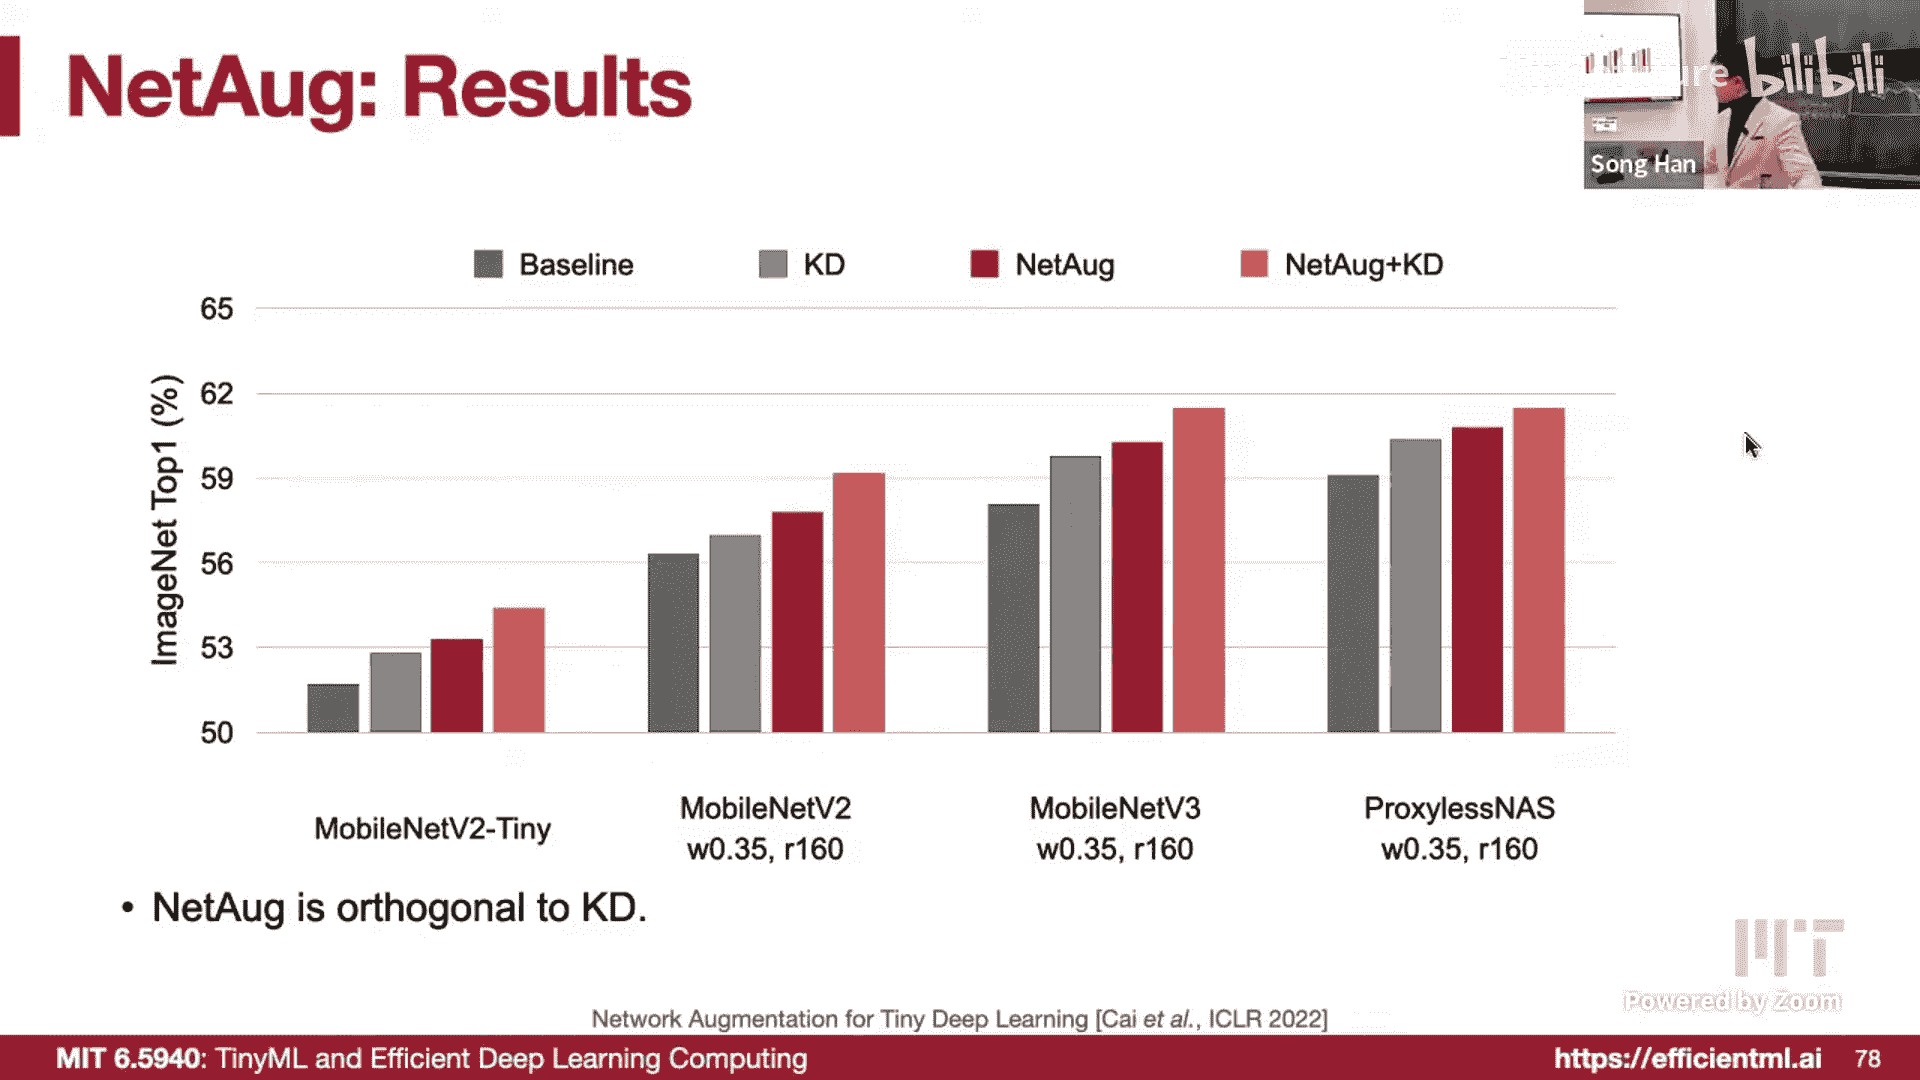 NetAug: Results
bilibili
Song Han
Baseline
KD
NetAug
NetAug+KD
65
62
59
56
53
50
ImageNet Top1 (%)
MobileNetV2-Tiny
MobileNetV2
w0.35, r160
MobileNetV3
w0.35, r160
ProxylessNAS
w0.35, r160
• NetAug is orthogonal to KD.
MIT
Powered by Zoom
Network Augmentation for Tiny Deep Learning [Cai et al., ICLR 2022]
MIT 6.5940: TinyML and Efficient Deep Learning Computing
https://efficientml.ai
78